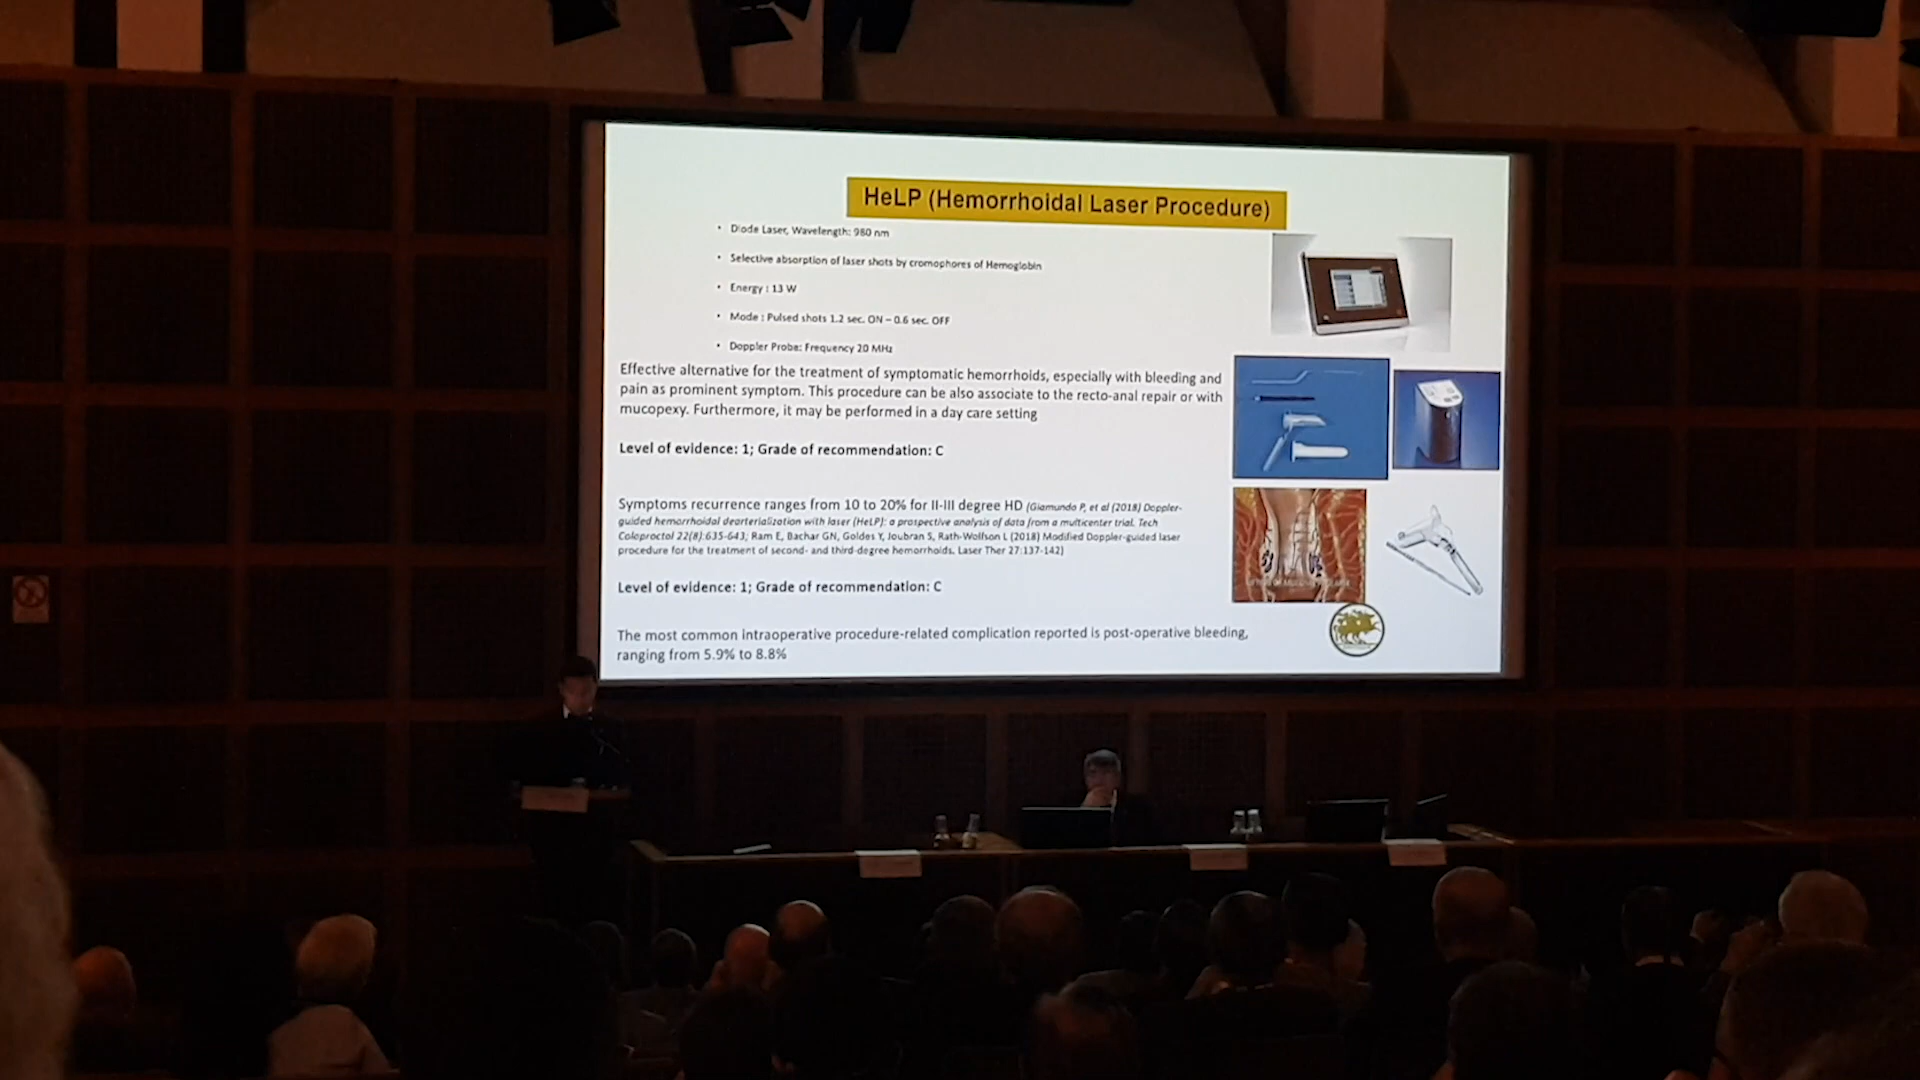 HeLP (Hemorrhoidal Laser Procedure)
• Diode Laser, Wavelength: 980 nm
• Selective absorption of laser shots by cromophores of Hemoglobin
• Energy : 13 W
• Mode : Pulsed shots 1.2 sec. ON – 0.6 sec. OFF
• Doppler Probe: Frequency 20 MHz
Effective alternative for the treatment of symptomatic hemorrhoids, especially with bleeding and
pain as prominent symptom. This procedure can be also associate to the recto-anal repair or with
mucopexy. Furthermore, it may be performed in a day care setting
Level of evidence: 1; Grade of recommendation: C
Symptoms recurrence ranges from 10 to 20% for II-III degree HD (Giamundo P, et al (2018) Doppler-
guided hemorrhoidal dearterialization with laser (HeLP): a prospective analysis of data from a multicenter trial. Tech
Coloproctol 22(8):635-643; Ram E, Bachar GN, Goldes Y, Joubran S, Rath-Wolfson L (2018) Modified Doppler-guided laser
procedure for the treatment of second- and third-degree hemorrhoids. Laser Ther 27:137-142)
Level of evidence: 1; Grade of recommendation: C
The most common intraoperative procedure-related complication reported is post-operative bleeding,
ranging from 5.9% to 8.8%